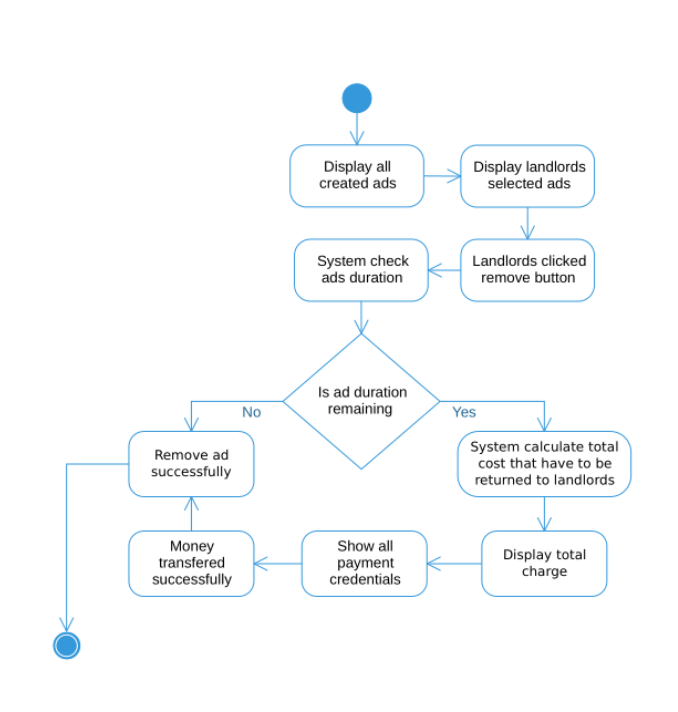 Display all
created ads
Display landlords
selected ads
System check
ads duration
Landlords clicked
remove button
Is ad duration
remaining
No
Yes
Remove ad
successfully
System calculate total
cost that have to be
returned to landlords
Money
transfered
successfully
Show all
payment
credentials
Display total
charge